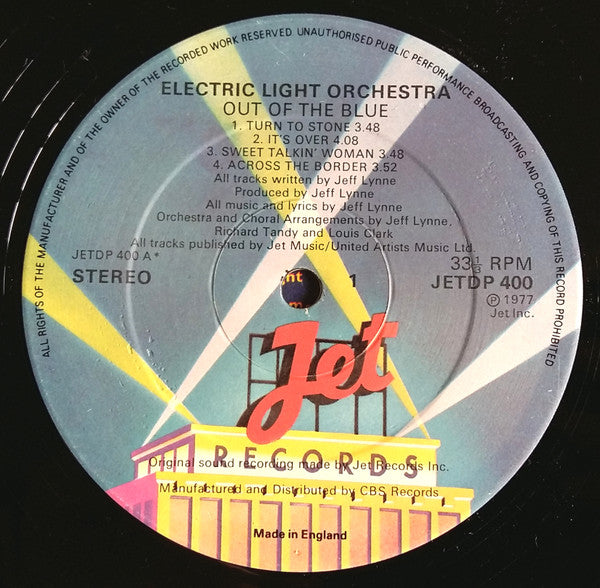 ALL RIGHTS OF THE MANUFACTURER AND OF THE OWNER OF THE RECORDED WORK RESERVED UNAUTHORISED PUBLIC PERFORMANCE BROADCASTING AND COPYING OF THIS RECORD PROHIBITED
ELECTRIC LIGHT ORCHESTRA
OUT OF THE BLUE
1. TURN TO STONE 3.48
2. IT'S OVER 4.08
3. SWEET TALKIN' WOMAN 3.48
4. ACROSS THE BORDER 3.52
All tracks written by Jeff Lynne
Produced by Jeff Lynne
All music and lyrics by Jeff Lynne
Orchestra and Choral Arrangements by Jeff Lynne,
Richard Tandy and Louis Clark
All tracks published by Jet Music/United Artists Music Ltd.
JETDP 400 A*
STEREO
1
33⅓ RPM
JETDP 400
℗ 1977
Jet Inc.
Jet
RECORDS
Original sound recording made by Jet Records Inc.
Manufactured and Distributed by CBS Records
Made in England